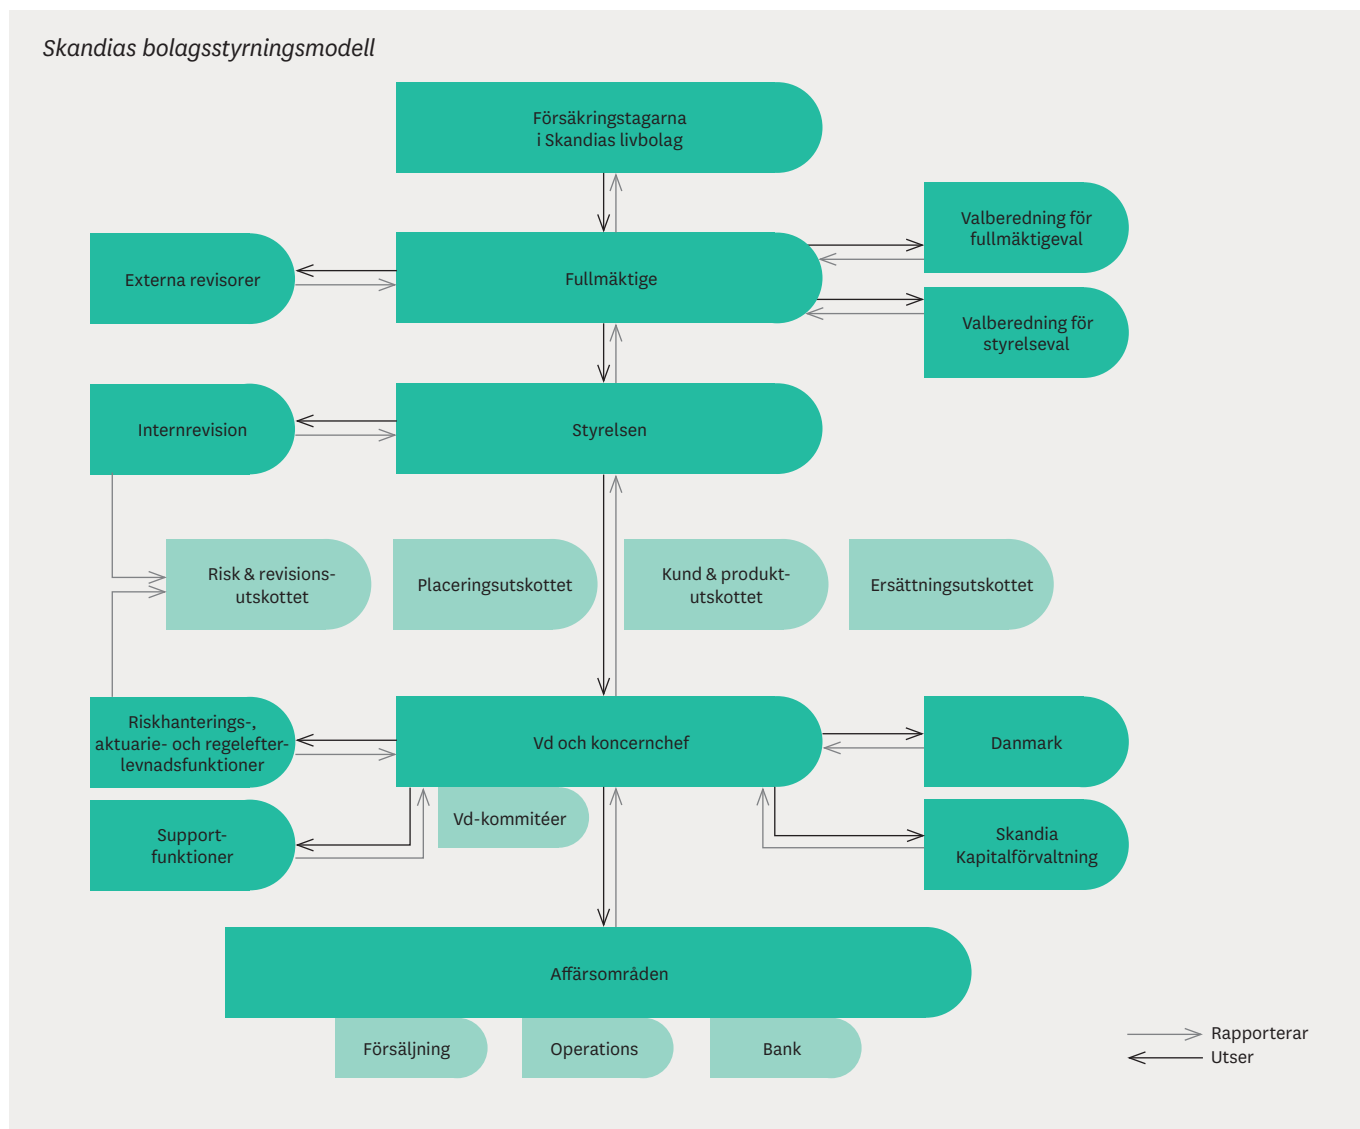 Skandias bolagsstyrningsmodell
Försäkringstagarna
i Skandias livbolag
Valberedning för
fullmäktigeval
Externa revisorer
Fullmäktige
Valberedning för
styrelseval
Internrevision
Styrelsen
Risk & revisions-
utskottet
Placeringsutskottet
Kund & produkt-
utskottet
Ersättningsutskottet
Riskhanterings-,
aktuarie- och regelefter-
levnadsfunktioner
Vd och koncernchef
Danmark
Vd-kommitéer
Support-
funktioner
Skandia
Kapitalförvaltning
Affärsområden
Försäljning
Operations
Bank
Rapporterar
Utser